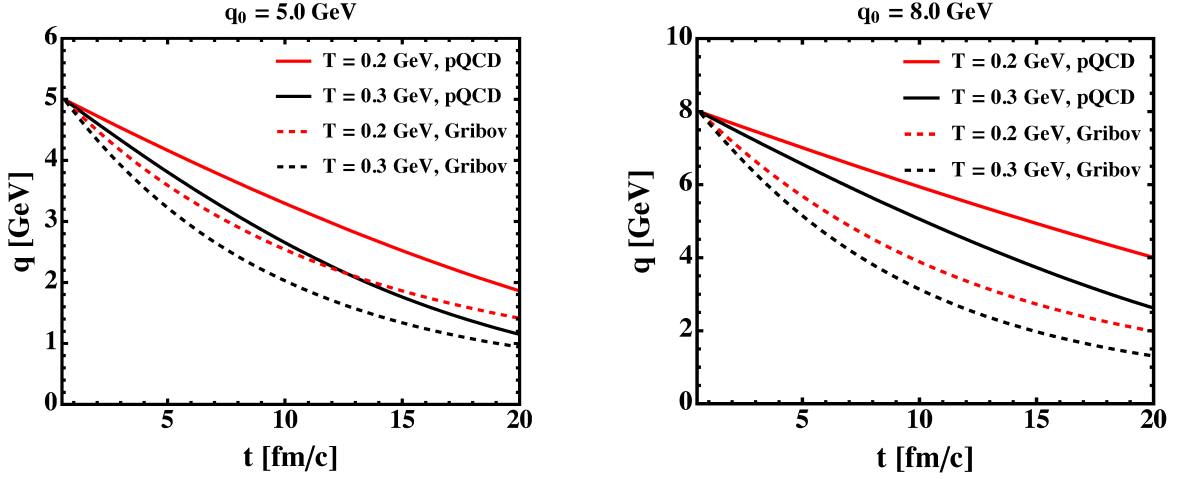 q₀ = 5.0 GeV
6
5
4
3
2
1
0
5
10
15
20
q [GeV]
t [fm/c]
T = 0.2 GeV, pQCD
T = 0.3 GeV, pQCD
T = 0.2 GeV, Gribov
T = 0.3 GeV, Gribov
q₀ = 8.0 GeV
10
8
6
4
2
0
5
10
15
20
q [GeV]
t [fm/c]
T = 0.2 GeV, pQCD
T = 0.3 GeV, pQCD
T = 0.2 GeV, Gribov
T = 0.3 GeV, Gribov